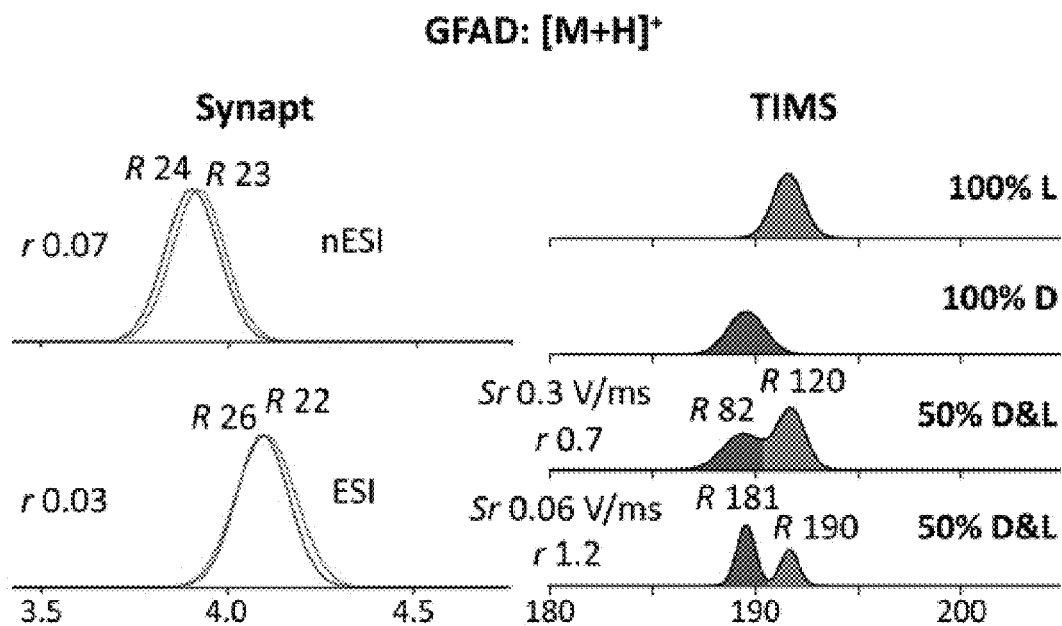 GFAD: [M+H]⁺
Synapt
R 24 R 23
r 0.07
nESI
R 26 R 22
r 0.03
ESI
3.5 4.0 4.5
TIMS
100% L
100% D
Sr 0.3 V/ms
r 0.7
R 82 R 120
50% D&L
Sr 0.06 V/ms
r 1.2
R 181 R 190
50% D&L
180 190 200